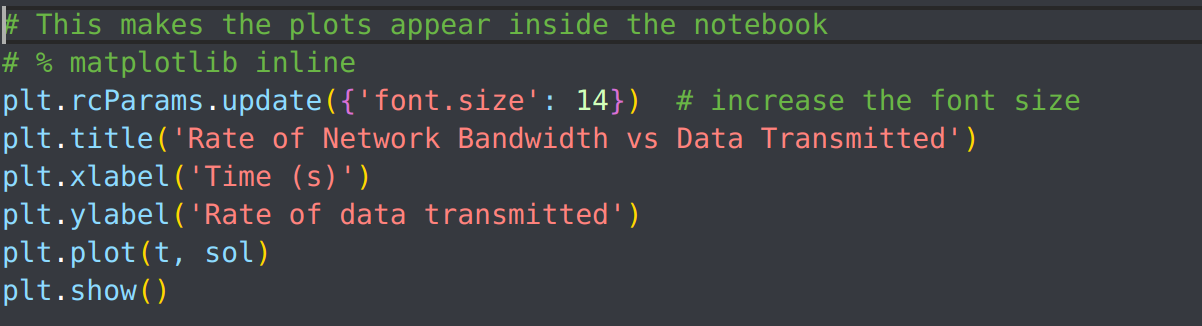 # This makes the plots appear inside the notebook
# % matplotlib inline
plt.rcParams.update({'font.size': 14})  # increase the font size
plt.title('Rate of Network Bandwidth vs Data Transmitted')
plt.xlabel('Time (s)')
plt.ylabel('Rate of data transmitted')
plt.plot(t, sol)
plt.show()